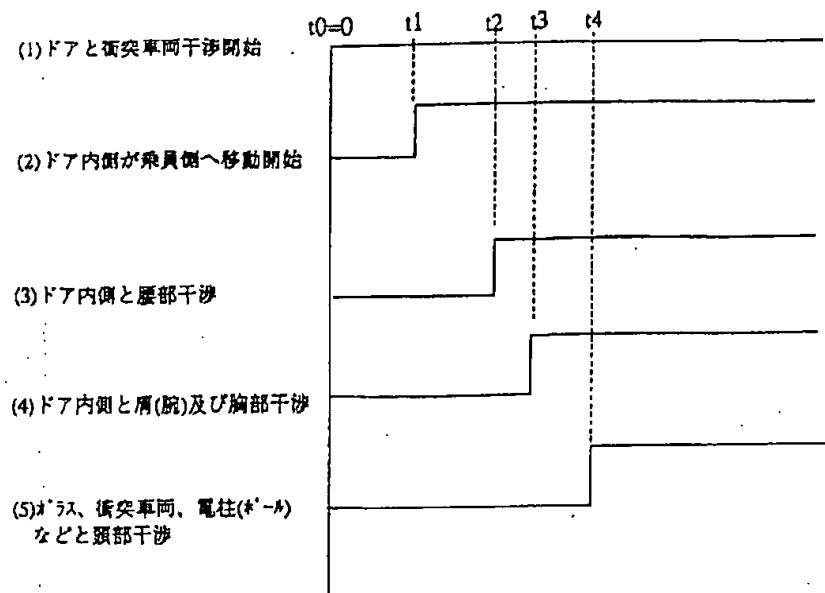 t0=0
t1
t2
t3
t4
(1)ドアと衝突車両干渉開始
(2)ドア内側が乗員側へ移動開始
(3)ドア内側と腰部干渉
(4)ドア内側と肩(腕)及び胸部干渉
(5)ガラス、衝突車両、電柱(ポール)
などと頭部干渉